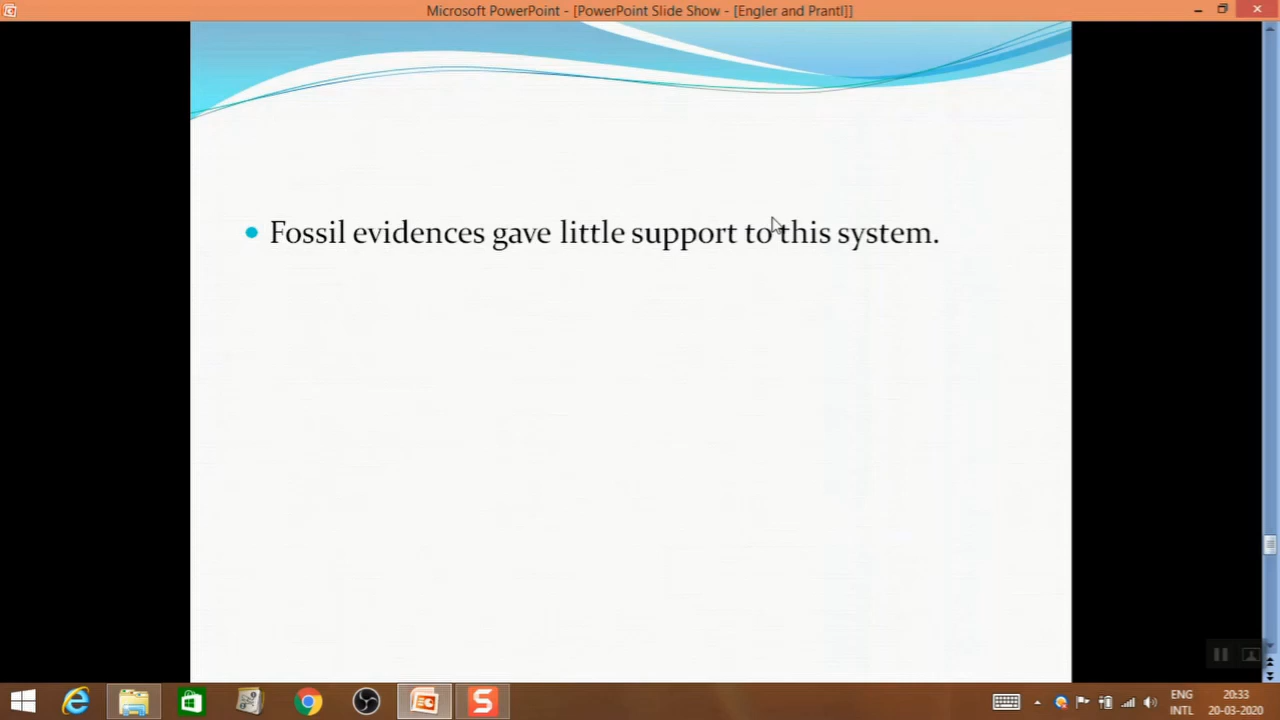 Microsoft PowerPoint - [PowerPoint Slide Show - [Engler and Prantl]]
Fossil evidences gave little support to this system.
ENG 20:33
INTL 20-03-2020